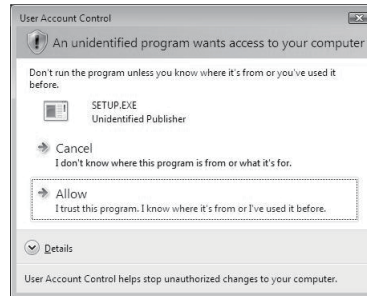 User Account Control
An unidentified program wants access to your computer
Don't run the program unless you know where it's from or you've used it
before.
SETUP.EXE
Unidentified Publisher
Cancel
I don't know where this program is from or what it's for.
Allow
I trust this program. I know where it's from or I've used it before.
Details
User Account Control helps stop unauthorized changes to your computer.